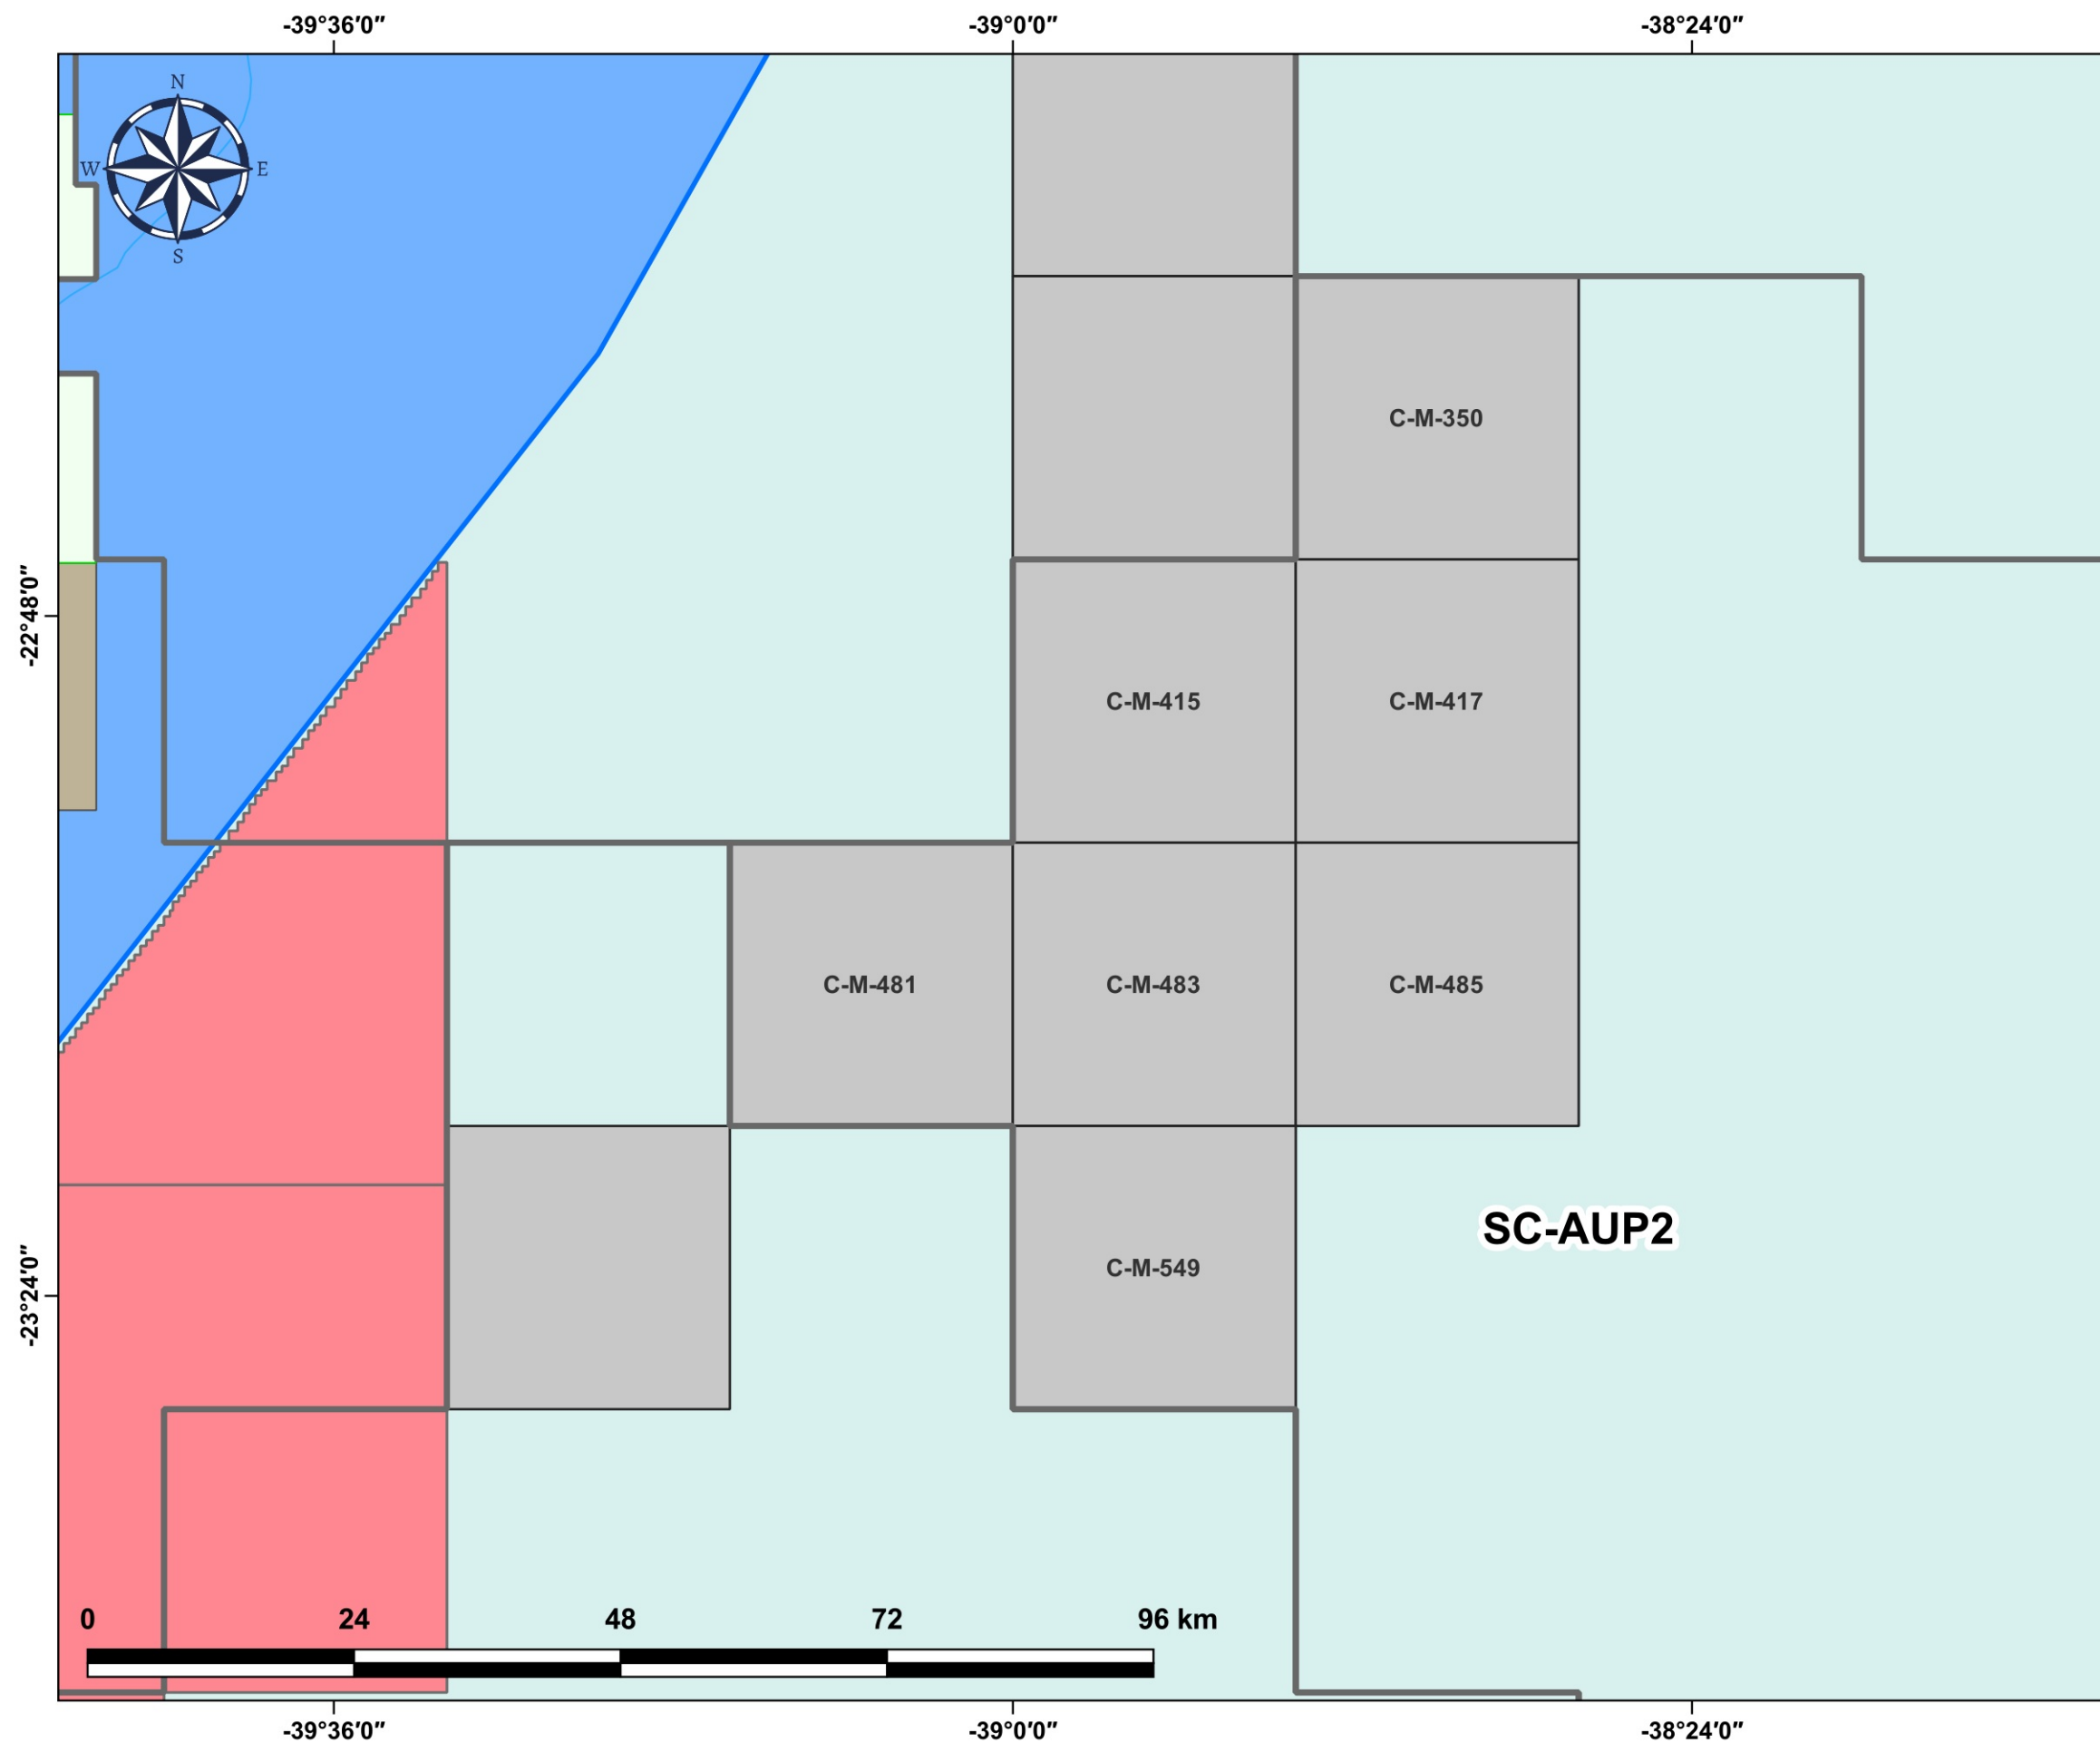 -39°36′0″ -39°0′0″ -38°24′0″
N
W E
S
C-M-350
-22°48′0″
C-M-415 C-M-417
C-M-481 C-M-483 C-M-485
SC-AUP2
C-M-549
-23°24′0″
0 24 48 72 96 km
-39°36′0″ -39°0′0″ -38°24′0″